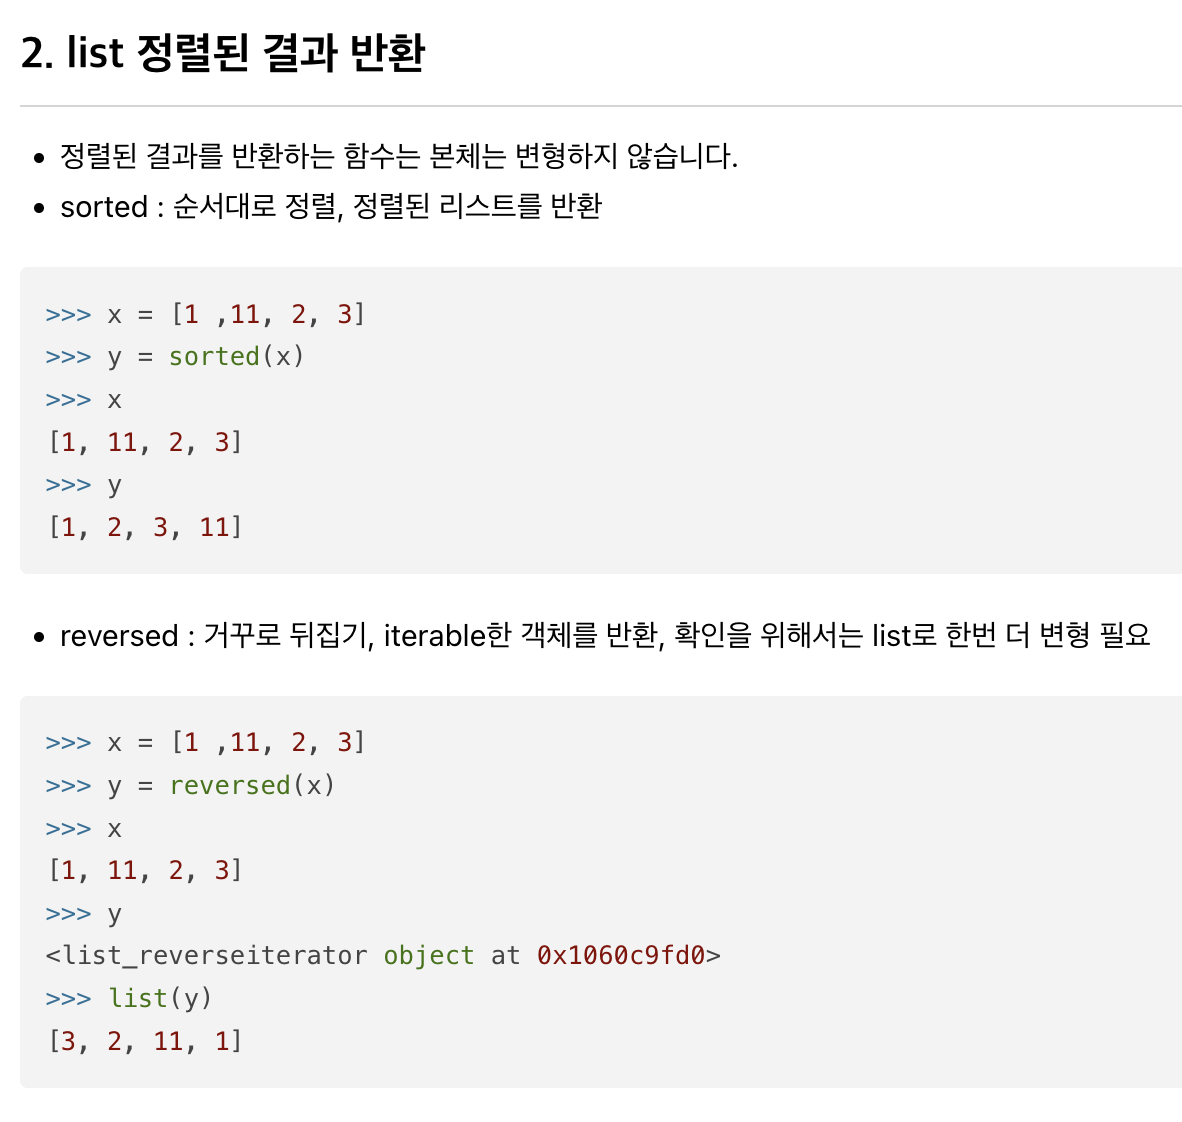 2. list 정렬된 결과 반환
• 정렬된 결과를 반환하는 함수는 본체는 변형하지 않습니다.
• sorted : 순서대로 정렬, 정렬된 리스트를 반환
>>> x = [1 ,11, 2, 3]
>>> y = sorted(x)
>>> x
[1, 11, 2, 3]
>>> y
[1, 2, 3, 11]
• reversed : 거꾸로 뒤집기, iterable한 객체를 반환, 확인을 위해서는 list로 한번 더 변형 필요
>>> x = [1 ,11, 2, 3]
>>> y = reversed(x)
>>> x
[1, 11, 2, 3]
>>> y
<list_reverseiterator object at 0x1060c9fd0>
>>> list(y)
[3, 2, 11, 1]